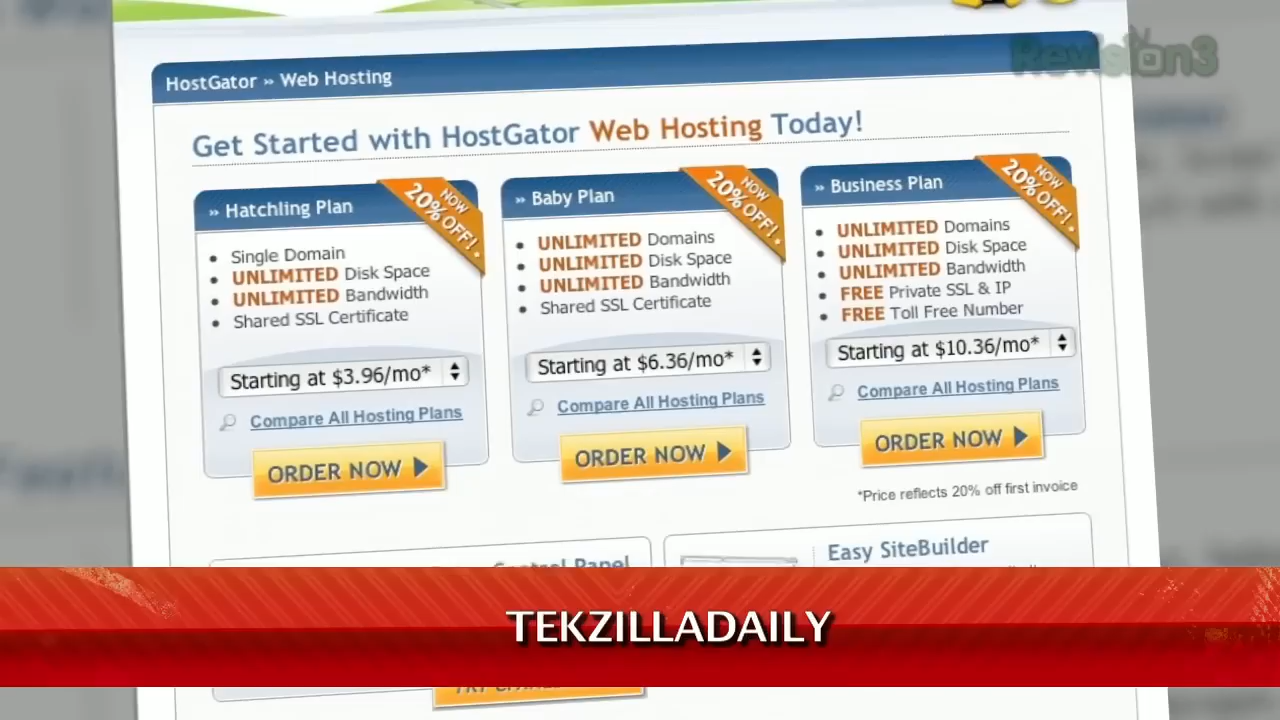 Revision3
HostGator » Web Hosting
Get Started with HostGator Web Hosting Today!
» Hatchling Plan
NOW
20% OFF!
Single Domain
UNLIMITED Disk Space
UNLIMITED Bandwidth
Shared SSL Certificate
Starting at $3.96/mo*
Compare All Hosting Plans
ORDER NOW
» Baby Plan
NOW
20% OFF!
UNLIMITED Domains
UNLIMITED Disk Space
UNLIMITED Bandwidth
Shared SSL Certificate
Starting at $6.36/mo*
Compare All Hosting Plans
ORDER NOW
» Business Plan
NOW
20% OFF!
UNLIMITED Domains
UNLIMITED Disk Space
UNLIMITED Bandwidth
FREE Private SSL & IP
FREE Toll Free Number
Starting at $10.36/mo*
Compare All Hosting Plans
ORDER NOW
*Price reflects 20% off first invoice
Control Panel
Easy SiteBuilder
TEKZILLADAILY